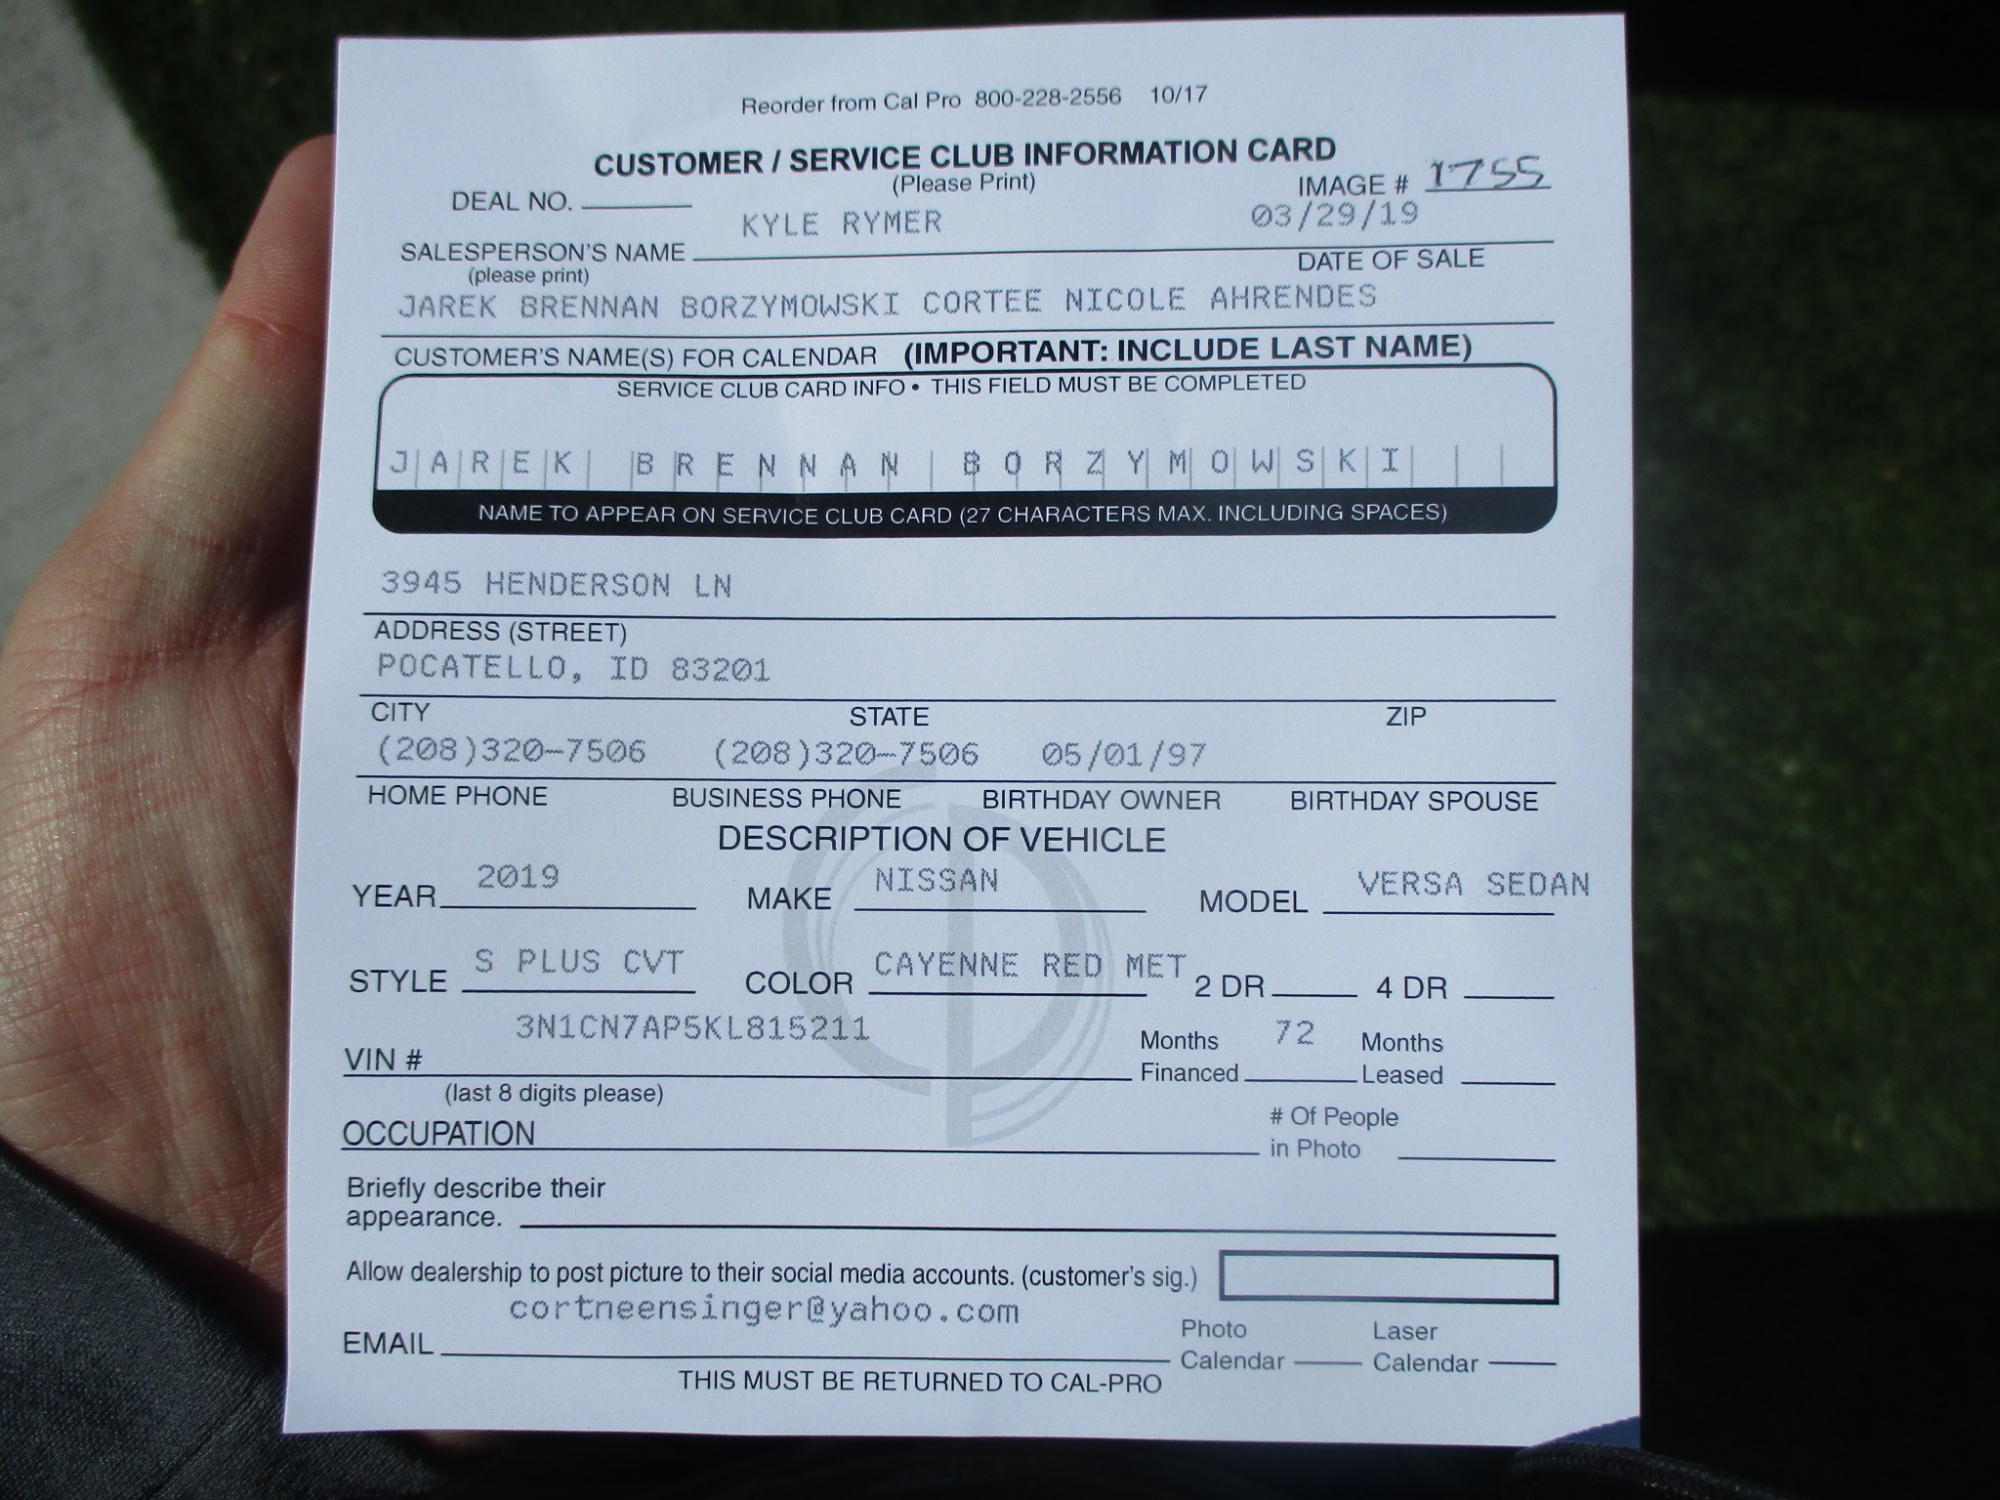 Reorder from Cal Pro 800-228-2556 10/17
CUSTOMER / SERVICE CLUB INFORMATION CARD
(Please Print)
DEAL NO. IMAGE # 1755
KYLE RYMER 03/29/19
SALESPERSON'S NAME DATE OF SALE
(please print)
JAREK BRENNAN BORZYMOWSKI CORTEE NICOLE AHRENDES
CUSTOMER'S NAME(S) FOR CALENDAR (IMPORTANT: INCLUDE LAST NAME)
SERVICE CLUB CARD INFO • THIS FIELD MUST BE COMPLETED
JAREK BRENNAN BORZYMOWSKI
NAME TO APPEAR ON SERVICE CLUB CARD (27 CHARACTERS MAX. INCLUDING SPACES)
3945 HENDERSON LN
ADDRESS (STREET)
POCATELLO, ID 83201
CITY STATE ZIP
(208)320-7506 (208)320-7506 05/01/97
HOME PHONE BUSINESS PHONE BIRTHDAY OWNER BIRTHDAY SPOUSE
DESCRIPTION OF VEHICLE
YEAR 2019 MAKE NISSAN MODEL VERSA SEDAN
STYLE S PLUS CVT COLOR CAYENNE RED MET 2 DR 4 DR
VIN # 3N1CN7AP5KL815211 Months Financed 72 Months Leased
(last 8 digits please)
OCCUPATION # Of People in Photo
Briefly describe their
appearance.
Allow dealership to post picture to their social media accounts. (customer's sig.)
EMAIL cortneensinger@yahoo.com Photo Calendar Laser Calendar
THIS MUST BE RETURNED TO CAL-PRO